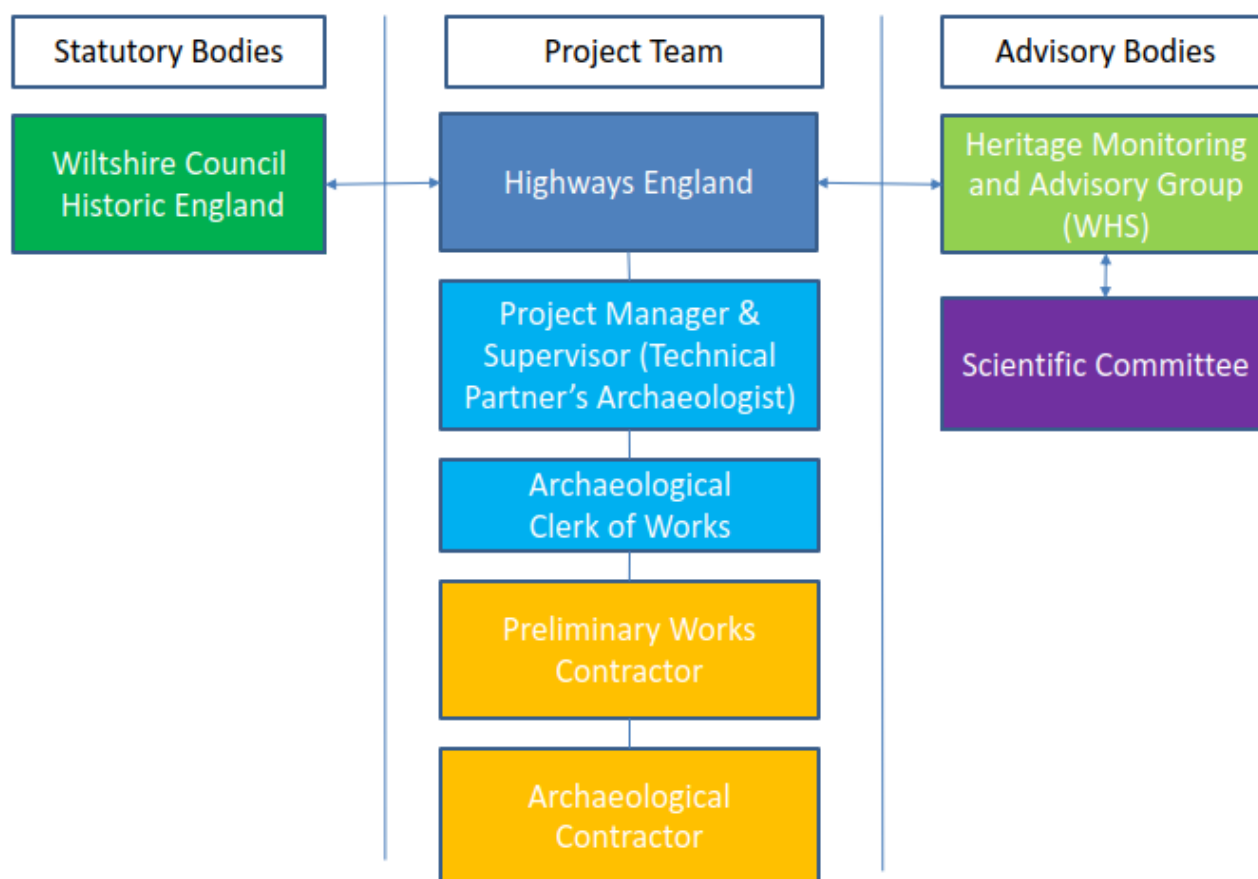 Statutory Bodies
Project Team
Advisory Bodies
Wiltshire Council
Historic England
Highways England
Heritage Monitoring
and Advisory Group
(WHS)
Project Manager &
Supervisor (Technical
Partner’s Archaeologist)
Scientific Committee
Archaeological
Clerk of Works
Preliminary Works
Contractor
Archaeological
Contractor